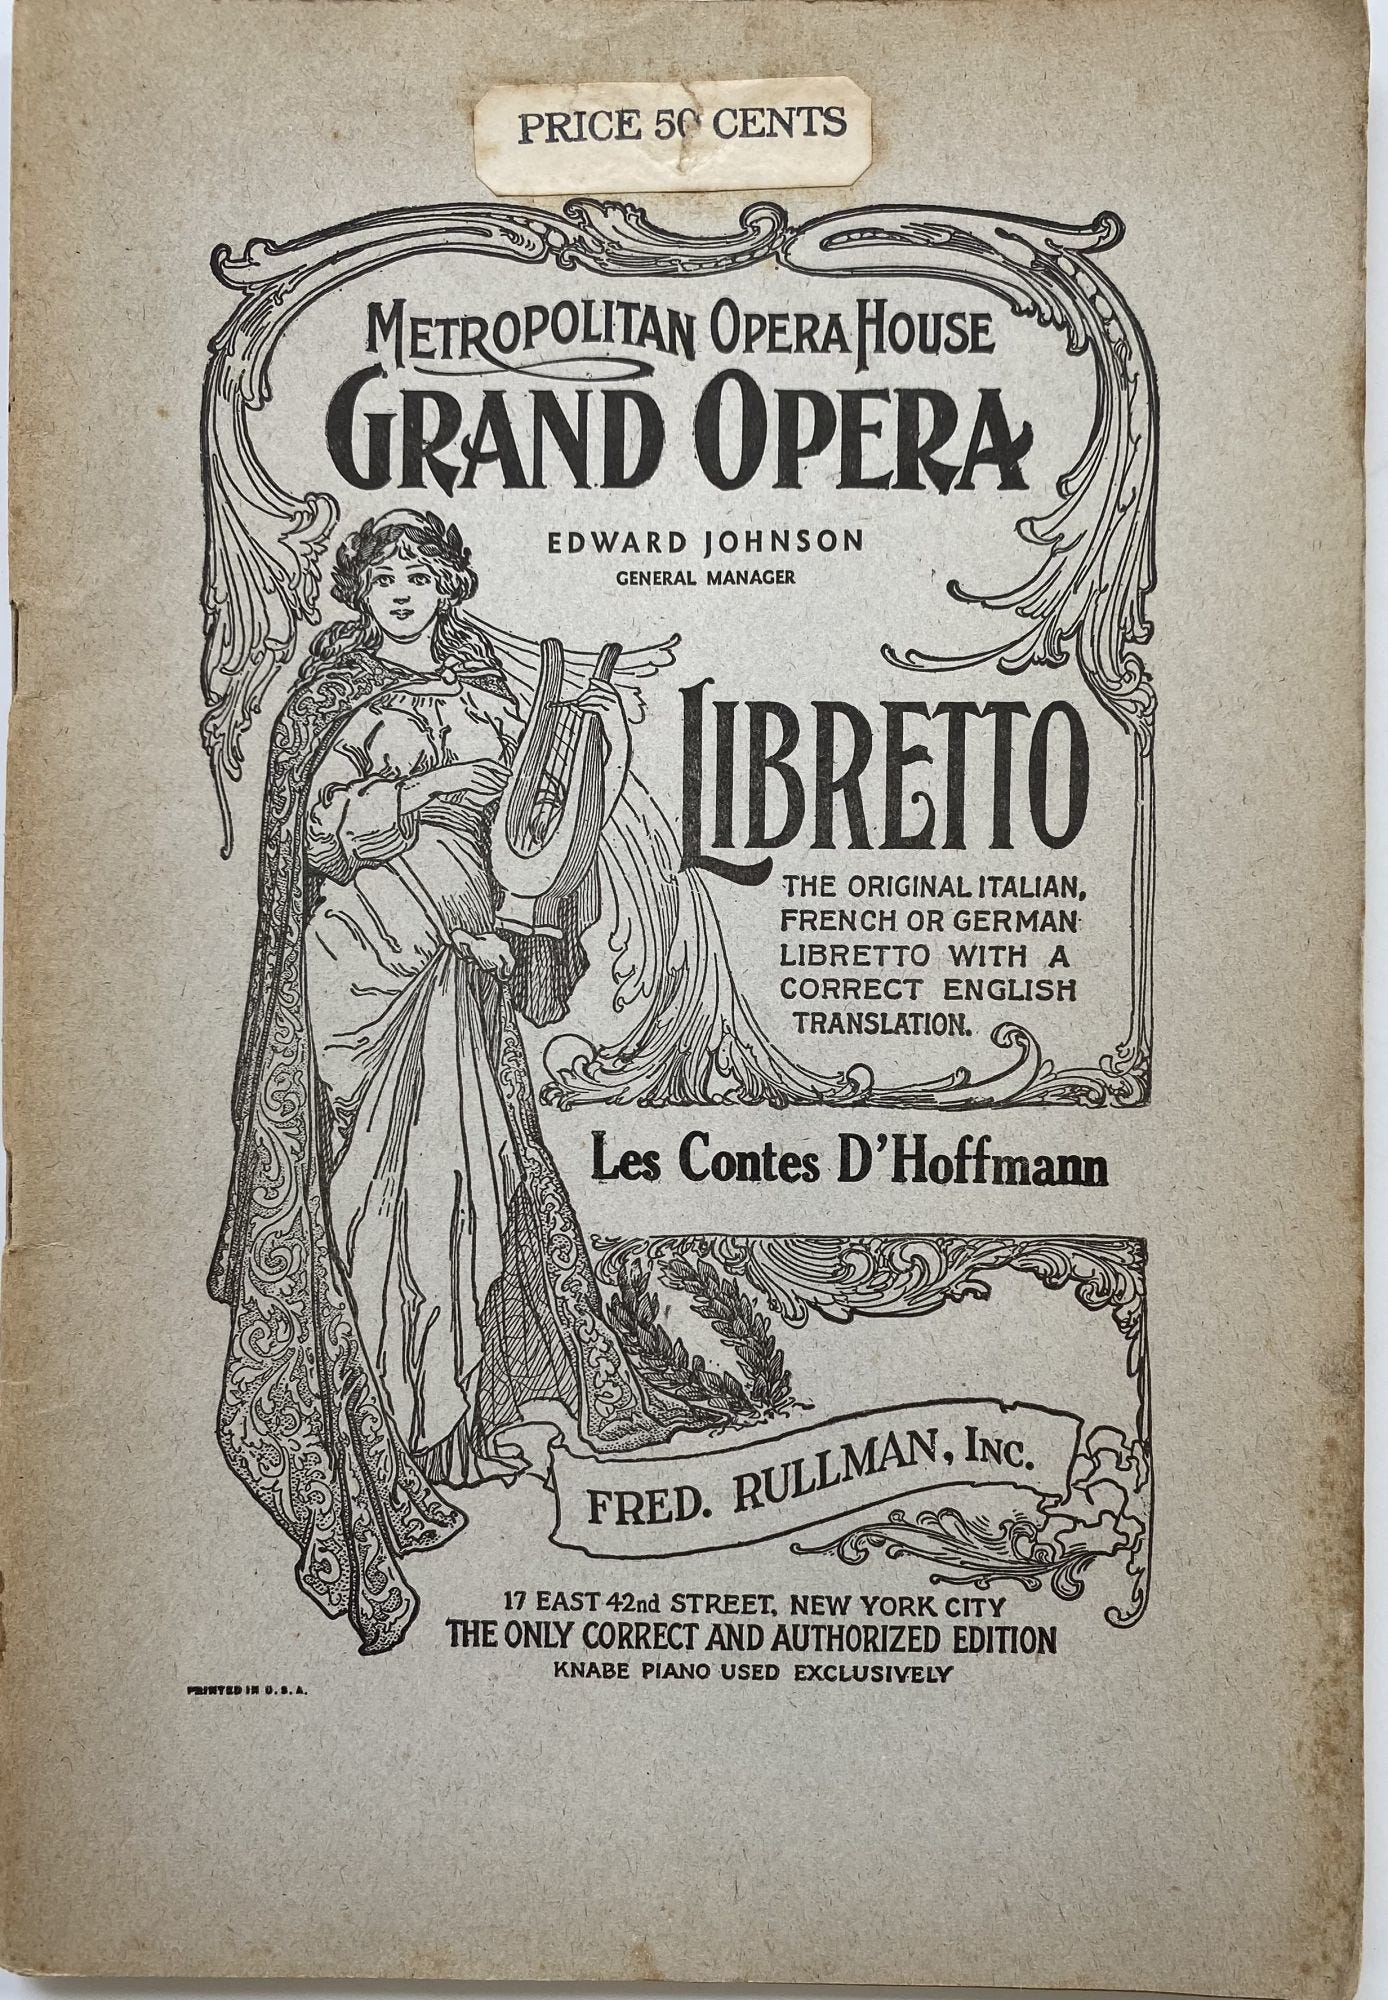 PRICE 50 CENTS
METROPOLITAN OPERA HOUSE
GRAND OPERA
EDWARD JOHNSON
GENERAL MANAGER
LIBRETTO
THE ORIGINAL ITALIAN,
FRENCH OR GERMAN
LIBRETTO WITH A
CORRECT ENGLISH
TRANSLATION.
Les Contes D'Hoffmann
FRED. RULLMAN, INC.
17 EAST 42nd STREET, NEW YORK CITY
THE ONLY CORRECT AND AUTHORIZED EDITION
KNABE PIANO USED EXCLUSIVELY
PRINTED IN U.S.A.